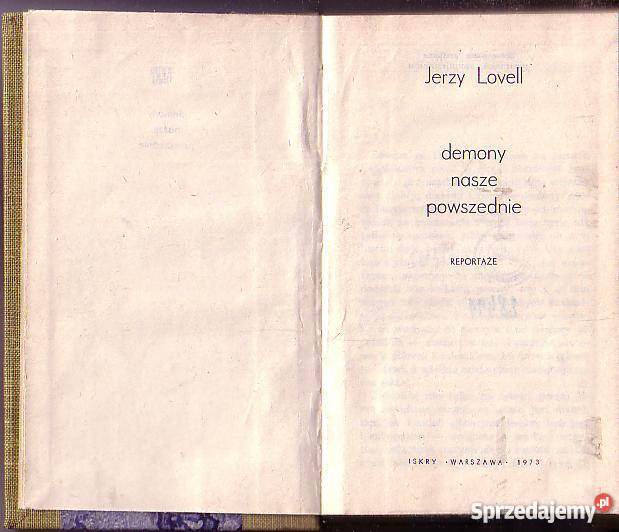 Jerzy Lovell
demony
nasze
powszednie
REPORTAŻE
ISKRY · WARSZAWA · 1973
Sprzedajemy.pl